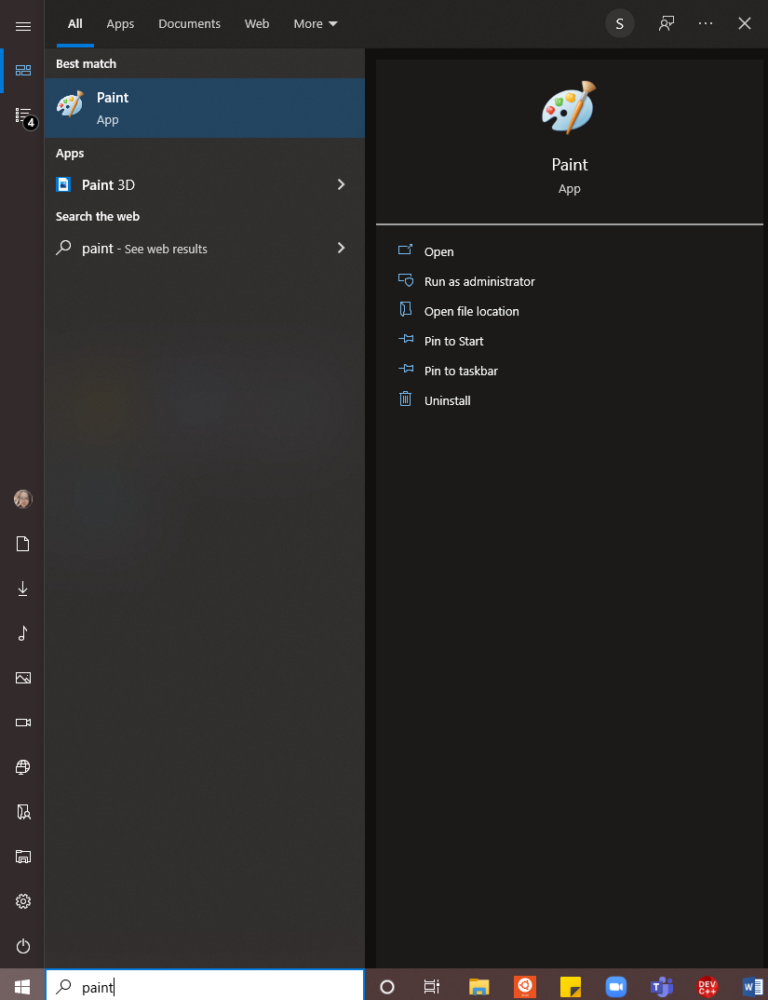 All Apps Documents Web More S ...
Best match
Paint
App
Apps
Paint 3D
Search the web
paint - See web results
4
Paint
App
Open
Run as administrator
Open file location
Pin to Start
Pin to taskbar
Uninstall
paint
T DEV C++ W